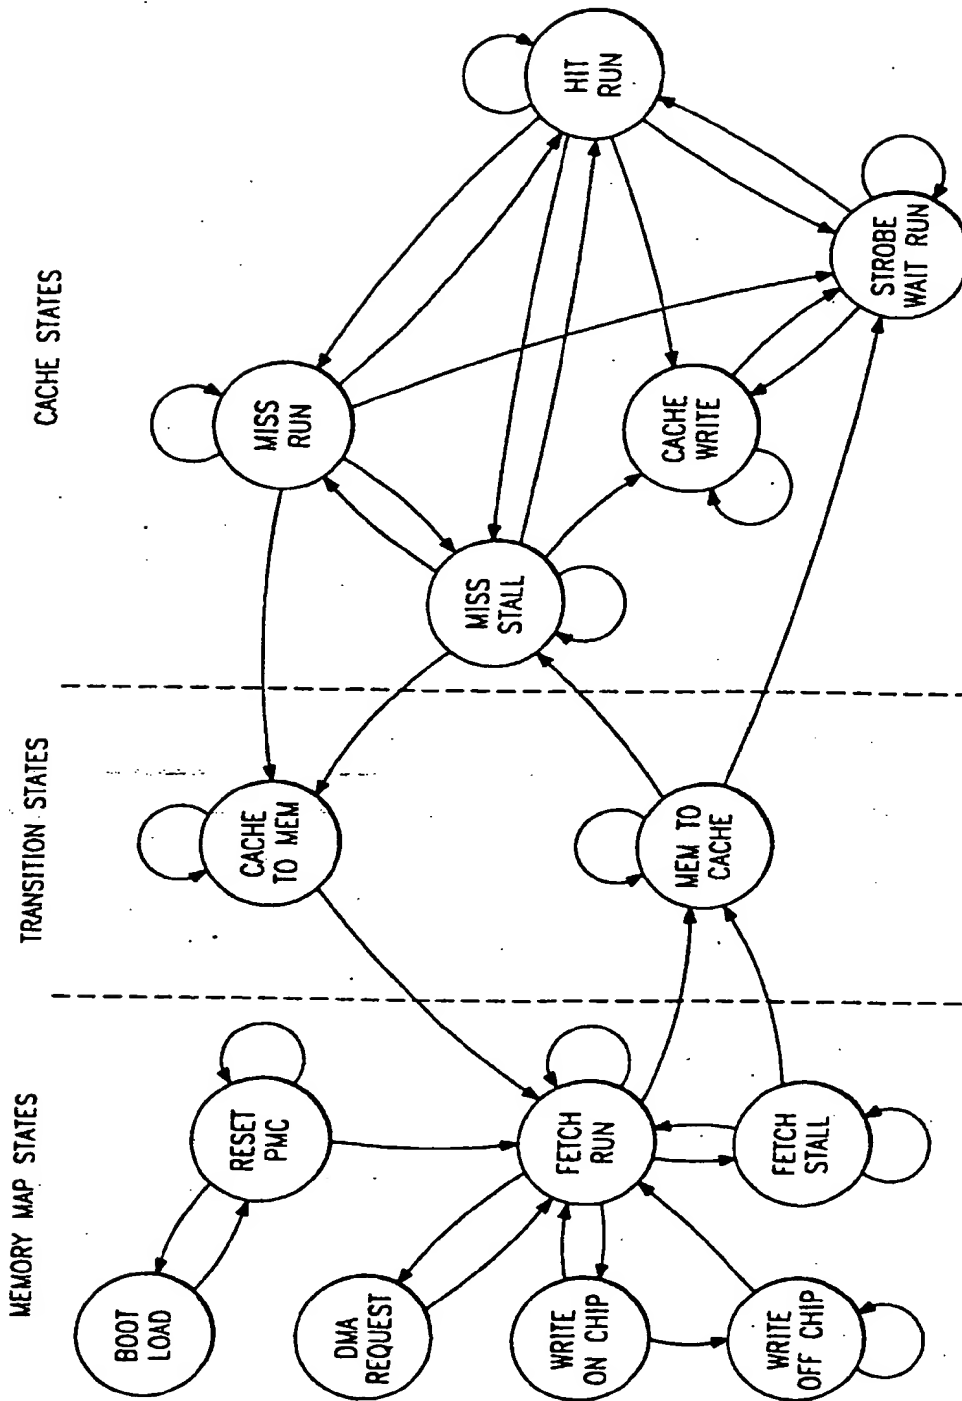 MEMORY MAP STATES
TRANSITION STATES
CACHE STATES
BOOT
LOAD
RESET
PMC
DMA
REQUEST
WRITE
ON CHIP
WRITE
OFF CHIP
FETCH
RUN
FETCH
STALL
CACHE
TO MEM
MEM TO
CACHE
MISS
RUN
MISS
STALL
CACHE
WRITE
HIT
RUN
STROBE
WAIT RUN